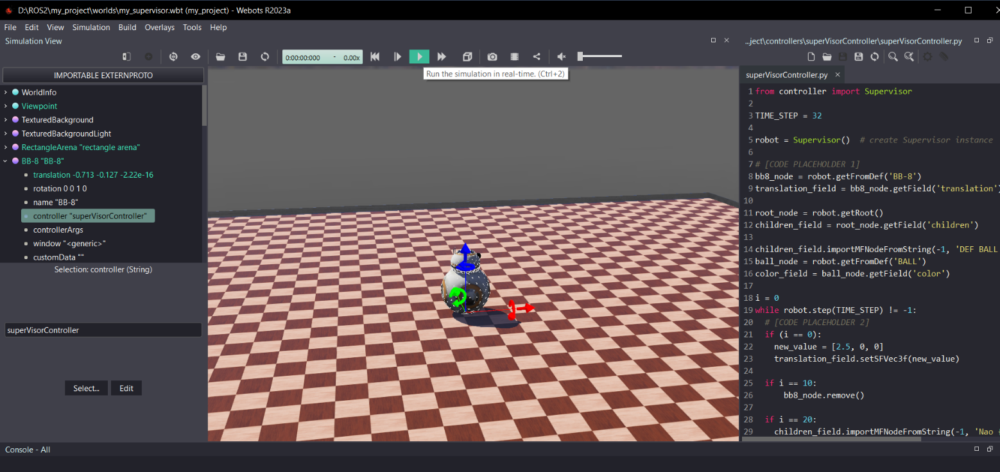 D:\ROS2\my_project\worlds\my_supervisor.wbt (my_project) - Webots R2023a
File Edit View Simulation Build Overlays Tools Help
Simulation View
...ject\controllers\superVisorController\superVisorController.py
0:00:00:000 - 0.00x
Run the simulation in real-time. (Ctrl+2)
IMPORTABLE EXTERNPROTO
WorldInfo
Viewpoint
TexturedBackground
TexturedBackgroundLight
RectangleArena "rectangle arena"
BB-8 "BB-8"
translation -0.713 -0.127 -2.22e-16
rotation 0 0 1 0
name "BB-8"
controller "superVisorController"
controllerArgs
window "<generic>"
customData ""
Selection: controller (String)
superVisorController
Select... Edit
superVisorController.py
1 from controller import Supervisor
2
3 TIME_STEP = 32
4
5 robot = Supervisor()  # create Supervisor instance
6
7 # [CODE PLACEHOLDER 1]
8 bb8_node = robot.getFromDef('BB-8')
9 translation_field = bb8_node.getField('translation')
10
11 root_node = robot.getRoot()
12 children_field = root_node.getField('children')
13
14 children_field.importMFNodeFromString(-1, 'DEF BALL
15 ball_node = robot.getFromDef('BALL')
16 color_field = ball_node.getField('color')
17
18 i = 0
19 while robot.step(TIME_STEP) != -1:
20   # [CODE PLACEHOLDER 2]
21   if (i == 0):
22     new_value = [2.5, 0, 0]
23     translation_field.setSFVec3f(new_value)
24
25   if i == 10:
26       bb8_node.remove()
27
28   if i == 20:
29     children_field.importMFNodeFromString(-1, 'Nao
Console - All